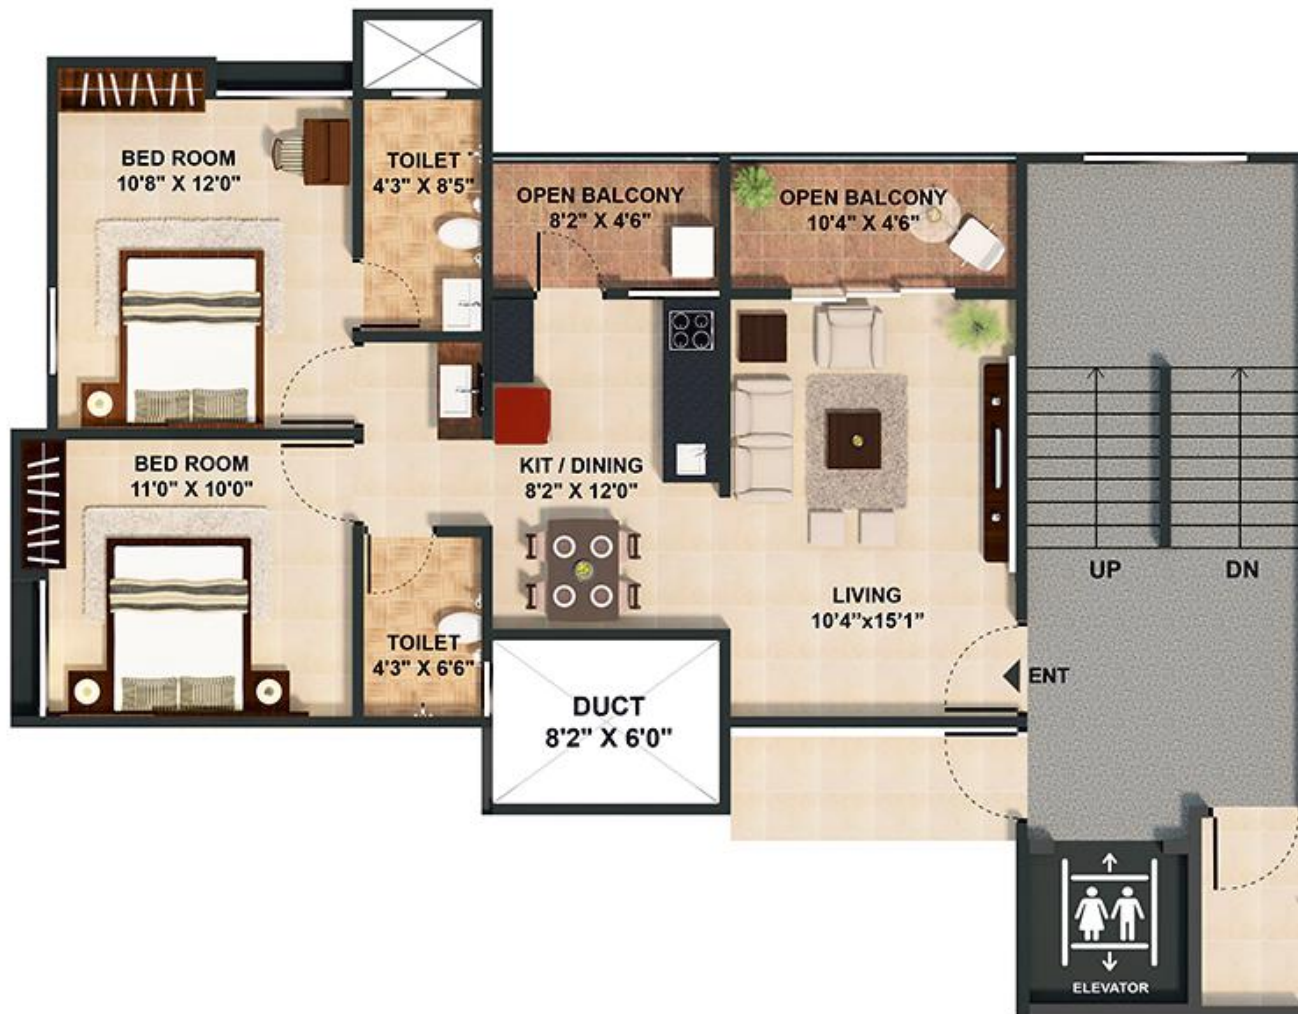 BED ROOM
10'8" X 12'0"
TOILET
4'3" X 8'5"
OPEN BALCONY
8'2" X 4'6"
OPEN BALCONY
10'4" X 4'6"
BED ROOM
11'0" X 10'0"
KIT / DINING
8'2" X 12'0"
UP
DN
LIVING
10'4”x15’1”
TOILET
4'3" X 6'6"
ENT
DUCT
8'2" X 6'0"
ELEVATOR